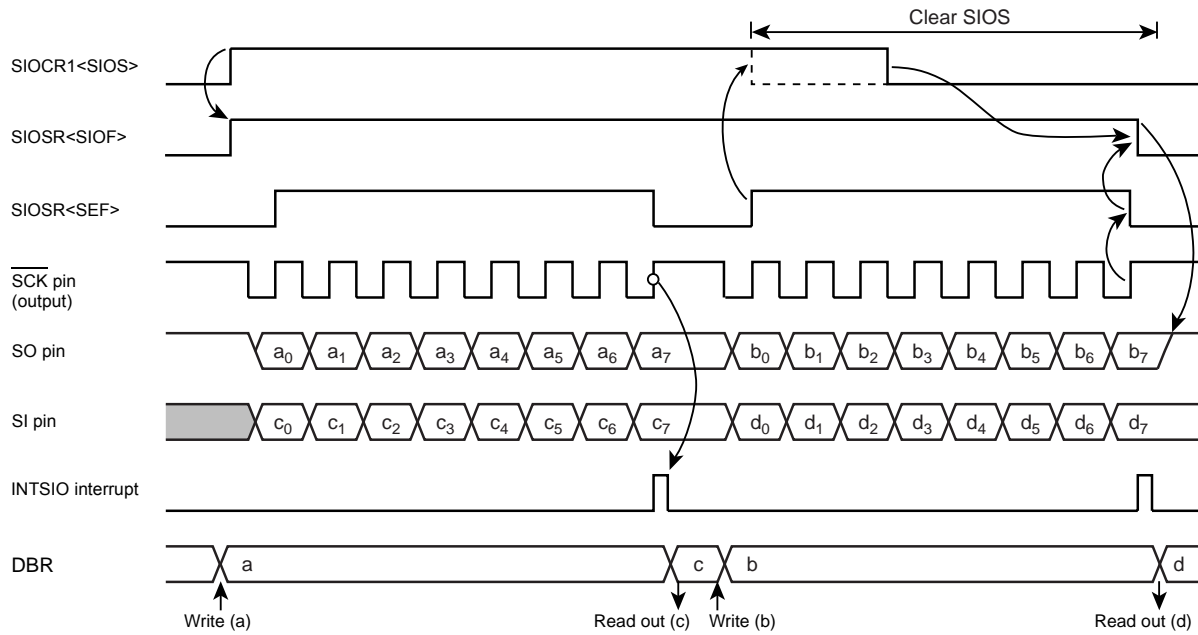 Clear SIOS
SIOCR1<SIOS>
SIOSR<SIOF>
SIOSR<SEF>
SCK pin
(output)
SO pin a0 a1 a2 a3 a4 a5 a6 a7 b0 b1 b2 b3 b4 b5 b6 b7
SI pin c0 c1 c2 c3 c4 c5 c6 c7 d0 d1 d2 d3 d4 d5 d6 d7
INTSIO interrupt
DBR a c b d
Write (a) Read out (c) Write (b) Read out (d)